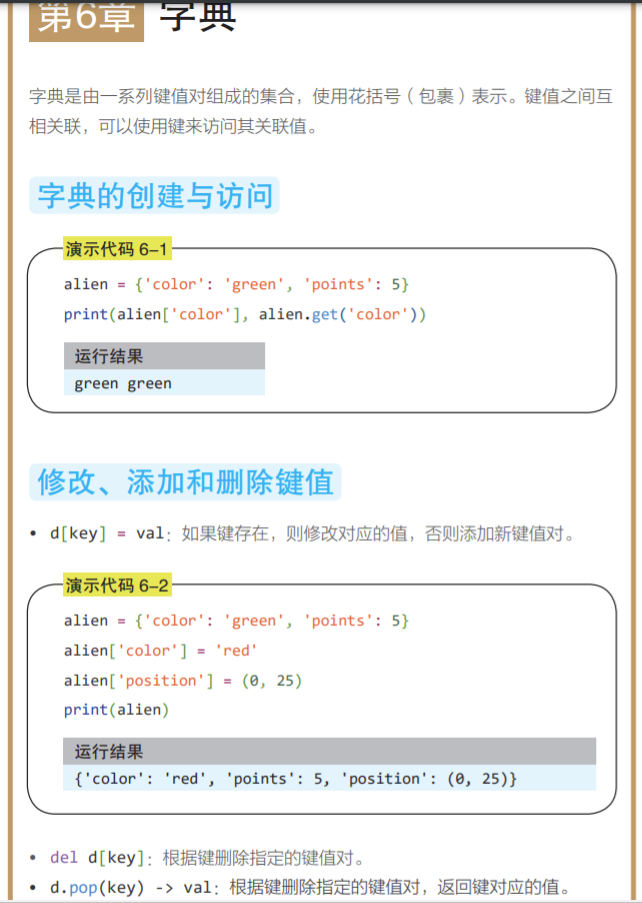 第6章 字典
字典是由一系列键值对组成的集合，使用花括号（包裹）表示。键值之间互
相关联，可以使用键来访问其关联值。
字典的创建与访问
演示代码 6-1
alien = {'color': 'green', 'points': 5}
print(alien['color'], alien.get('color'))
运行结果
green green
修改、添加和删除键值
• d[key] = val：如果键存在，则修改对应的值，否则添加新键值对。
演示代码 6-2
alien = {'color': 'green', 'points': 5}
alien['color'] = 'red'
alien['position'] = (0, 25)
print(alien)
运行结果
{'color': 'red', 'points': 5, 'position': (0, 25)}
• del d[key]：根据键删除指定的键值对。
• d.pop(key) -> val：根据键删除指定的键值对，返回键对应的值。